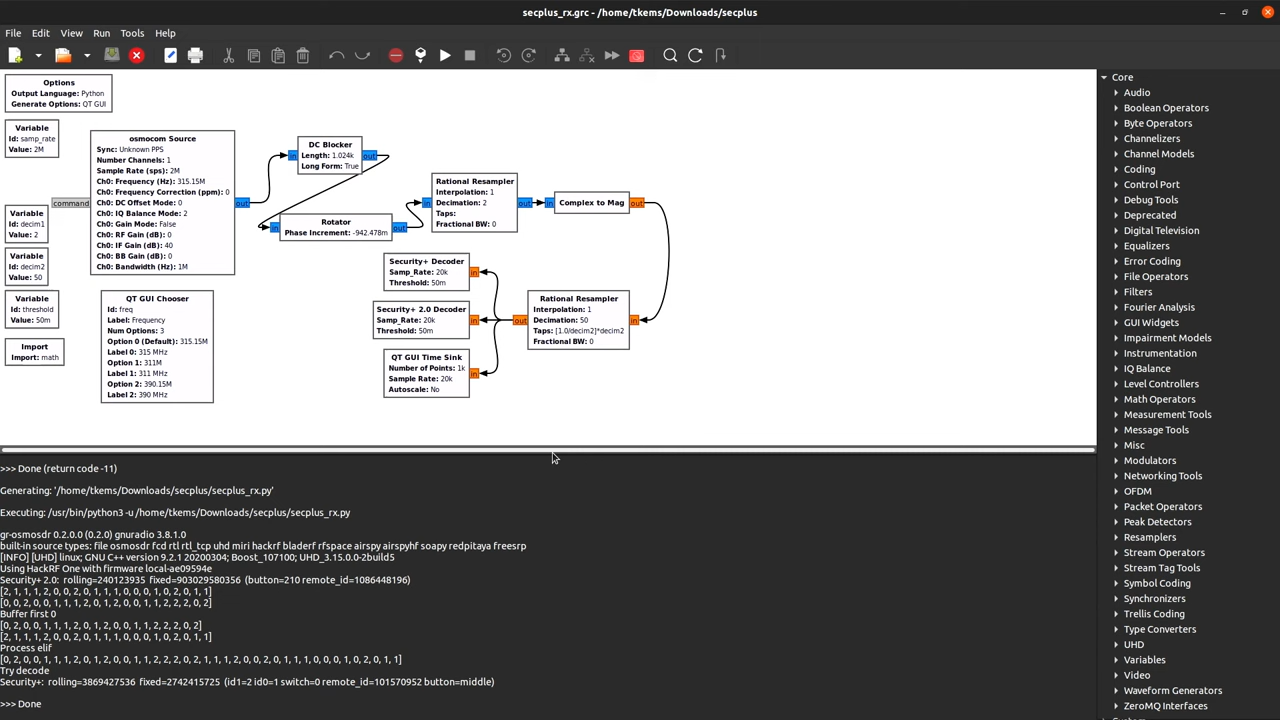 secplus_rx.grc - /home/tkems/Downloads/secplus
File Edit View Run Tools Help
Options
Output Language: Python
Generate Options: QT GUI
Variable
Id: samp_rate
Value: 2M
Variable
Id: decim1
Value: 2
Variable
Id: decim2
Value: 50
Variable
Id: threshold
Value: 50m
Import
Import: math
osmocom Source
Sync: Unknown PPS
Number Channels: 1
Sample Rate (sps): 2M
Ch0: Frequency (Hz): 315.15M
Ch0: Frequency Correction (ppm): 0
Ch0: DC Offset Mode: 0
Ch0: IQ Balance Mode: 2
Ch0: Gain Mode: False
Ch0: RF Gain (dB): 0
Ch0: IF Gain (dB): 40
Ch0: BB Gain (dB): 0
Ch0: Bandwidth (Hz): 1M
command
out
QT GUI Chooser
Id: freq
Label: Frequency
Num Options: 3
Option 0 (Default): 315.15M
Label 0: 315 MHz
Option 1: 311M
Label 1: 311 MHz
Option 2: 390.15M
Label 2: 390 MHz
in
DC Blocker
Length: 1.024k
Long Form: True
out
in
Rotator
Phase Increment: -942.478m
out
in
Rational Resampler
Interpolation: 1
Decimation: 2
Taps:
Fractional BW: 0
out
in
Complex to Mag
out
Security+ Decoder
Samp_Rate: 20k
Threshold: 50m
in
Security+ 2.0 Decoder
Samp_Rate: 20k
Threshold: 50m
in
QT GUI Time Sink
Number of Points: 1k
Sample Rate: 20k
Autoscale: No
in
out
Rational Resampler
Interpolation: 1
Decimation: 50
Taps: [1.0/decim2]*decim2
Fractional BW: 0
in
>>> Done (return code -11)
Generating: '/home/tkems/Downloads/secplus/secplus_rx.py'
Executing: /usr/bin/python3 -u /home/tkems/Downloads/secplus/secplus_rx.py
gr-osmosdr 0.2.0.0 (0.2.0) gnuradio 3.8.1.0
built-in source types: file osmosdr fcd rtl rtl_tcp uhd miri hackrf bladerf rfspace airspy airspyhf soapy redpitaya freesrp
[INFO] [UHD] linux; GNU C++ version 9.2.1 20200304; Boost_107100; UHD_3.15.0.0-2build5
Using HackRF One with firmware local-ae09594e
Security+ 2.0: rolling=240123935 fixed=903029580356 (button=210 remote_id=1086448196)
[2, 1, 1, 1, 2, 0, 0, 2, 0, 1, 1, 1, 0, 0, 0, 1, 0, 2, 0, 1, 1]
[0, 0, 2, 0, 0, 1, 1, 1, 2, 0, 1, 2, 0, 0, 1, 1, 2, 2, 2, 0, 2]
Buffer first 0
[0, 2, 0, 0, 1, 1, 1, 2, 0, 1, 2, 0, 0, 1, 1, 2, 2, 2, 0, 2]
[2, 1, 1, 1, 2, 0, 0, 2, 0, 1, 1, 1, 0, 0, 0, 1, 0, 2, 0, 1, 1]
Process elif
[0, 2, 0, 0, 1, 1, 1, 2, 0, 1, 2, 0, 0, 1, 1, 2, 2, 2, 0, 2, 1, 1, 1, 2, 0, 0, 2, 0, 1, 1, 1, 0, 0, 0, 1, 0, 2, 0, 1, 1]
Try decode
Security+: rolling=3869427536 fixed=2742415725 (id1=2 id0=1 switch=0 remote_id=101570952 button=middle)
>>> Done
Core
Audio
Boolean Operators
Byte Operators
Channelizers
Channel Models
Coding
Control Port
Debug Tools
Deprecated
Digital Television
Equalizers
Error Coding
File Operators
Filters
Fourier Analysis
GUI Widgets
Impairment Models
Instrumentation
IQ Balance
Level Controllers
Math Operators
Measurement Tools
Message Tools
Misc
Modulators
Networking Tools
OFDM
Packet Operators
Peak Detectors
Resamplers
Stream Operators
Stream Tag Tools
Symbol Coding
Synchronizers
Trellis Coding
Type Converters
UHD
Variables
Video
Waveform Generators
ZeroMQ Interfaces